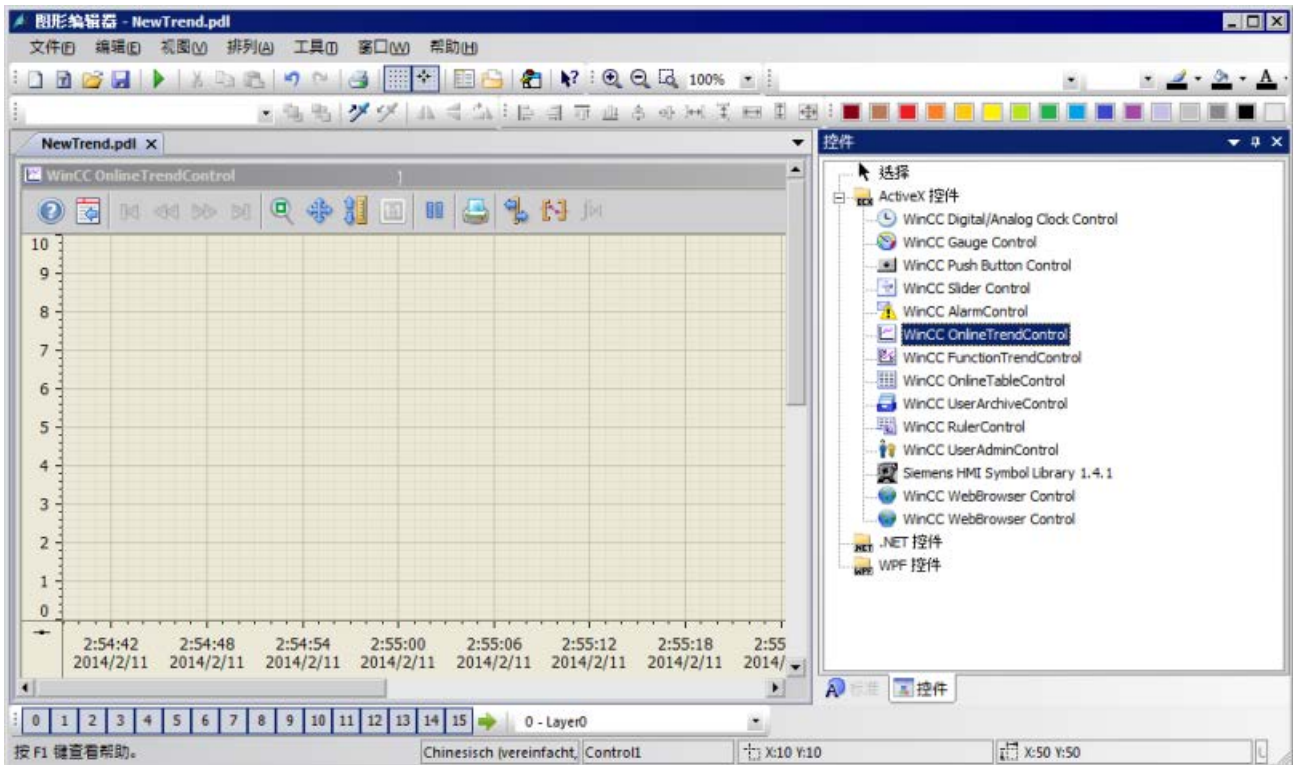 图形编辑器 - NewTrend.pdl
文件(F) 编辑(E) 视图(V) 排列(A) 工具(T) 窗口(W) 帮助(H)
100%
A
NewTrend.pdl
控件
WinCC OnlineTrendControl
选择
ActiveX 控件
WinCC Digital/Analog Clock Control
WinCC Gauge Control
WinCC Push Button Control
WinCC Slider Control
WinCC AlarmControl
WinCC OnlineTrendControl
WinCC FunctionTrendControl
WinCC OnlineTableControl
WinCC UserArchiveControl
WinCC RulerControl
WinCC UserAdminControl
Siemens HMI Symbol Library 1.4.1
WinCC WebBrowser Control
WinCC WebBrowser Control
.NET 控件
WPF 控件
10
9
8
7
6
5
4
3
2
1
0
2:54:42 2:54:48 2:54:54 2:55:00 2:55:06 2:55:12 2:55:18 2:55
2014/2/11 2014/2/11 2014/2/11 2014/2/11 2014/2/11 2014/2/11 2014/2/11 2014/
标准 控件
0 1 2 3 4 5 6 7 8 9 10 11 12 13 14 15 0 - Layer0
按 F1 键查看帮助。 Chinesisch (vereinfacht, Control1 X:10 Y:10 X:50 Y:50